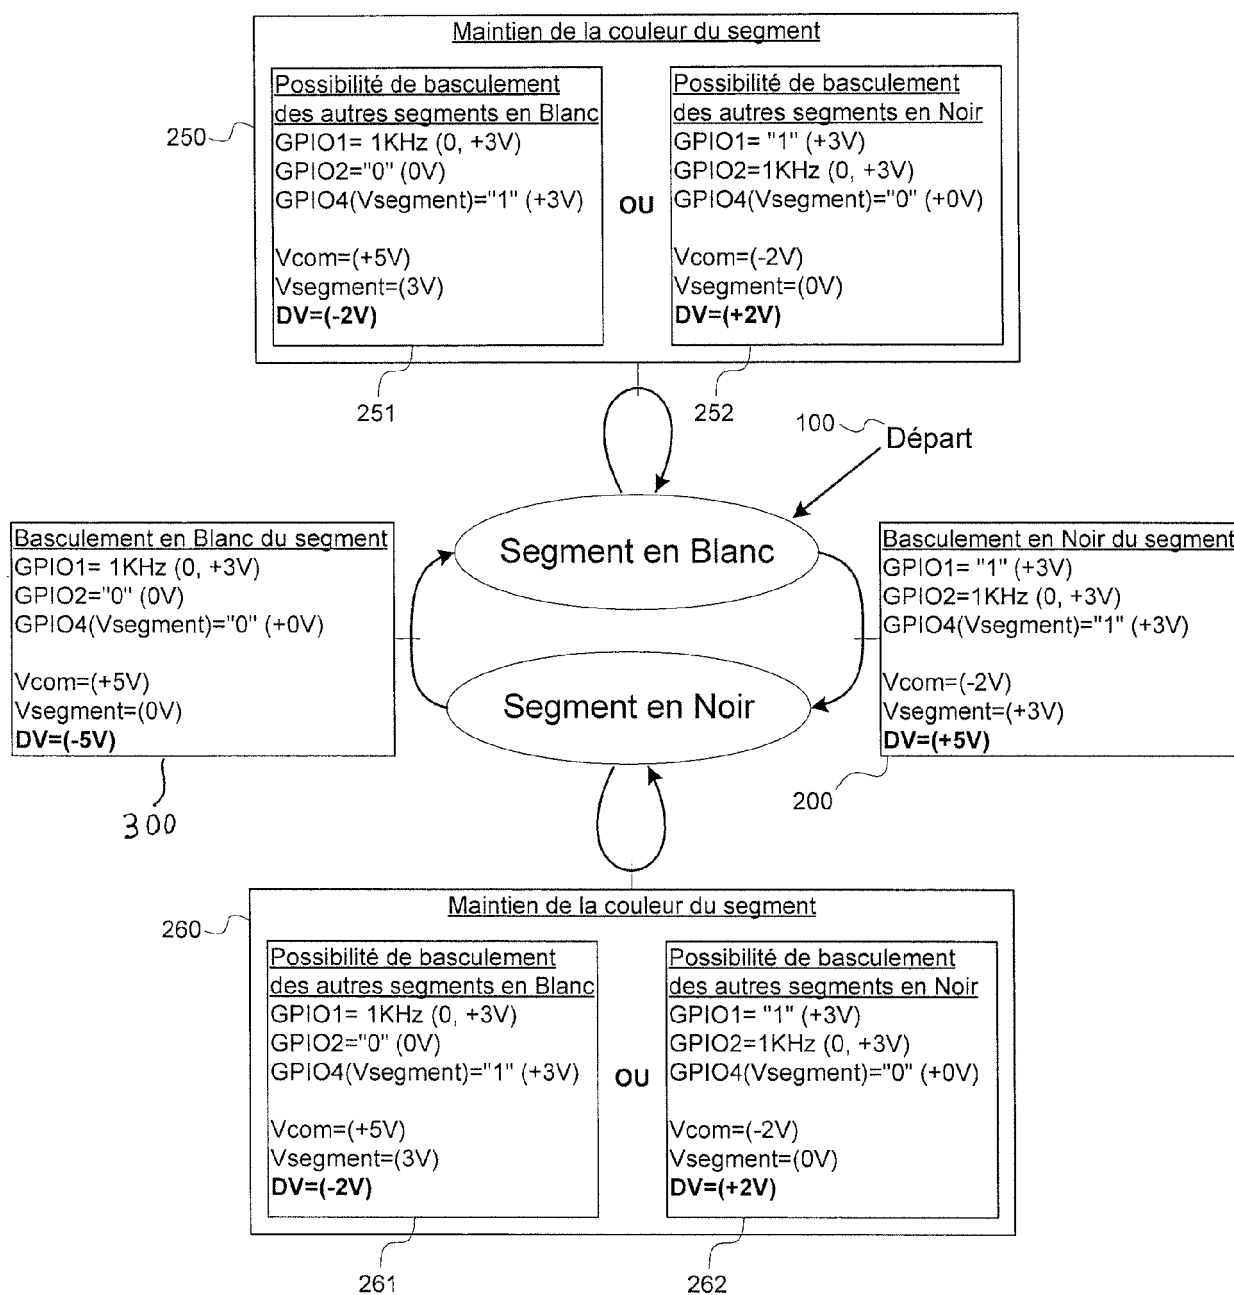 Maintien de la couleur du segment
Possibilité de basculement
des autres segments en Blanc
GPIO1= 1KHz (0, +3V)
GPIO2="0" (0V)
GPIO4(Vsegment)="1" (+3V)
Vcom=(+5V)
Vsegment=(3V)
DV=(-2V)
OU
Possibilité de basculement
des autres segments en Noir
GPIO1= "1" (+3V)
GPIO2=1KHz (0, +3V)
GPIO4(Vsegment)="0" (+0V)
Vcom=(-2V)
Vsegment=(0V)
DV=(+2V)
250
251
252
100
Départ
Basculement en Blanc du segment
GPIO1= 1KHz (0, +3V)
GPIO2="0" (0V)
GPIO4(Vsegment)="0" (+0V)
Vcom=(+5V)
Vsegment=(0V)
DV=(-5V)
300
Segment en Blanc
Segment en Noir
Basculement en Noir du segment
GPIO1= "1" (+3V)
GPIO2=1KHz (0, +3V)
GPIO4(Vsegment)="1" (+3V)
Vcom=(-2V)
Vsegment=(+3V)
DV=(+5V)
200
Maintien de la couleur du segment
260
Possibilité de basculement
des autres segments en Blanc
GPIO1= 1KHz (0, +3V)
GPIO2="0" (0V)
GPIO4(Vsegment)="1" (+3V)
Vcom=(+5V)
Vsegment=(3V)
DV=(-2V)
OU
Possibilité de basculement
des autres segments en Noir
GPIO1= "1" (+3V)
GPIO2=1KHz (0, +3V)
GPIO4(Vsegment)="0" (+0V)
Vcom=(-2V)
Vsegment=(0V)
DV=(+2V)
261
262